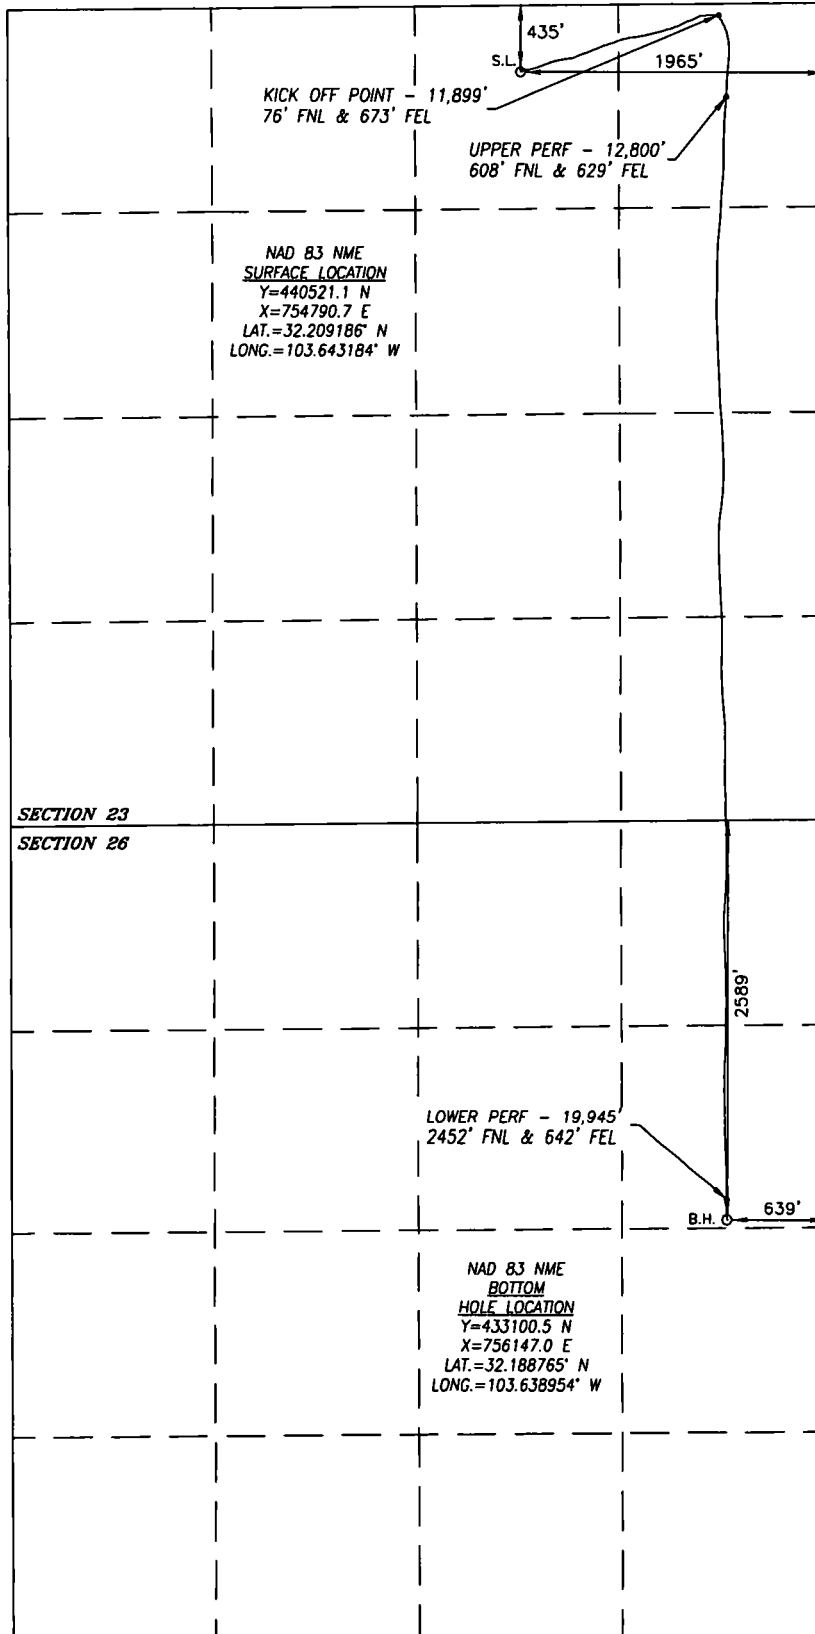 435'
S.L.
1965'
KICK OFF POINT - 11,899'
76' FNL & 673' FEL
UPPER PERF - 12,800'
608' FNL & 629' FEL
NAD 83 NME
SURFACE LOCATION
Y=440521.1 N
X=754790.7 E
LAT.=32.209186° N
LONG.=103.643184° W
SECTION 23
SECTION 26
2589'
LOWER PERF - 19,945'
2452' FNL & 642' FEL
B.H.
639'
NAD 83 NME
BOTTOM
HOLE LOCATION
Y=433100.5 N
X=756147.0 E
LAT.=32.188765° N
LONG.=103.638954° W